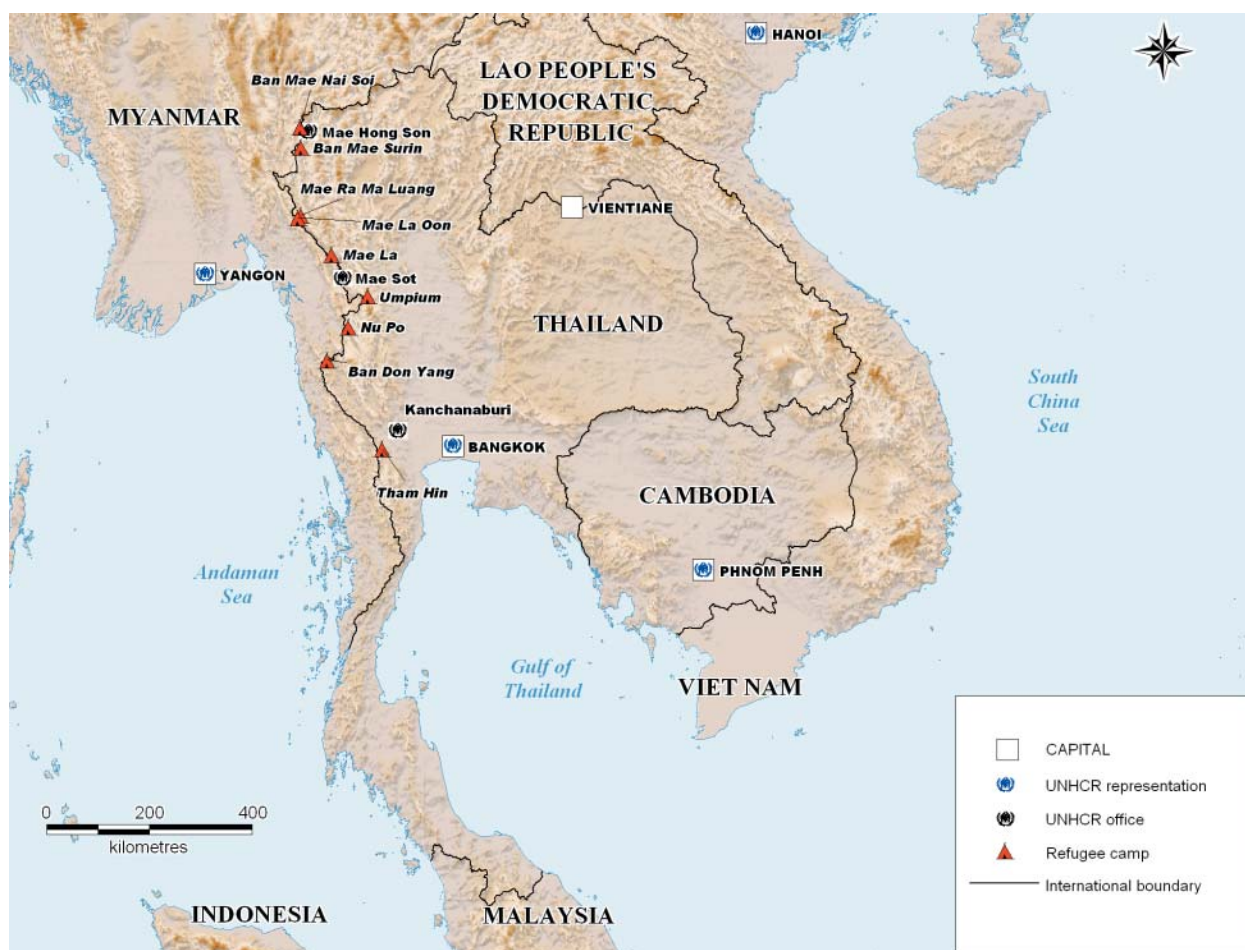 HANOI
LAO PEOPLE'S
DEMOCRATIC
REPUBLIC
Ban Mae Nai Soi
MYANMAR
Mae Hong Son
Ban Mae Surin
Mae Ra Ma Luang
VIENTIANE
Mae La Oon
Mae La
YANGON
Mae Sot
Umpium
THAILAND
Nu Po
Ban Don Yang
South
China
Sea
Kanchanaburi
BANGKOK
Tham Hin
CAMBODIA
PHNOM PENH
Andaman
Sea
Gulf of
Thailand
VIET NAM
CAPITAL
UNHCR representation
UNHCR office
Refugee camp
International boundary
0 200 400
kilometres
INDONESIA
MALAYSIA